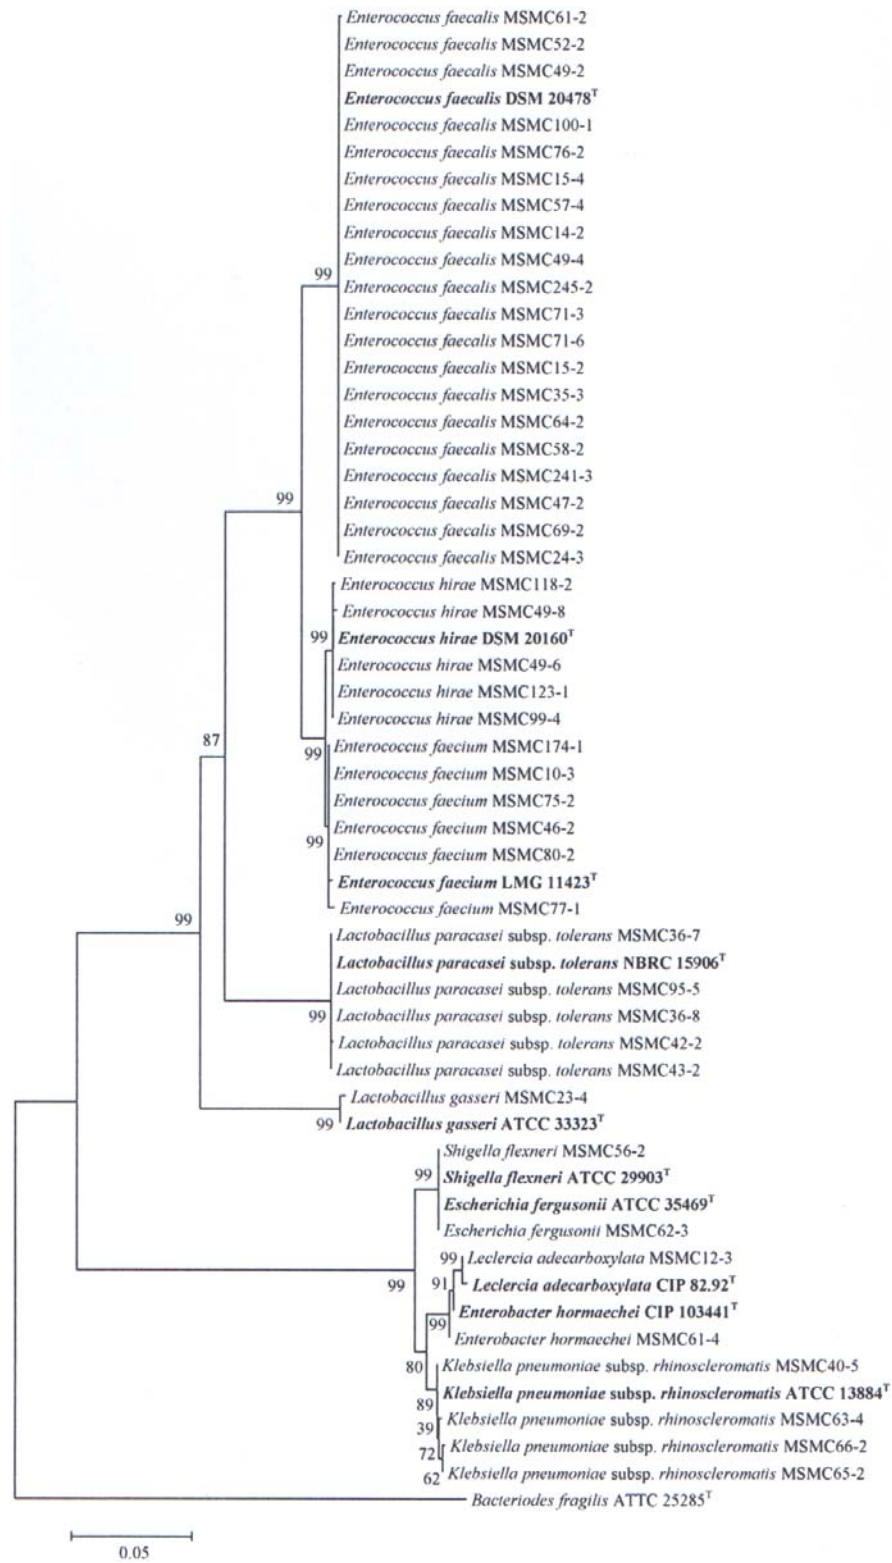 Enterococcus faecalis MSMC61-2
Enterococcus faecalis MSMC52-2
Enterococcus faecalis MSMC49-2
Enterococcus faecalis DSM 20478T
Enterococcus faecalis MSMC100-1
Enterococcus faecalis MSMC76-2
Enterococcus faecalis MSMC15-4
Enterococcus faecalis MSMC57-4
Enterococcus faecalis MSMC14-2
Enterococcus faecalis MSMC49-4
99
Enterococcus faecalis MSMC245-2
Enterococcus faecalis MSMC71-3
Enterococcus faecalis MSMC71-6
Enterococcus faecalis MSMC15-2
Enterococcus faecalis MSMC35-3
Enterococcus faecalis MSMC64-2
Enterococcus faecalis MSMC58-2
Enterococcus faecalis MSMC241-3
99
Enterococcus faecalis MSMC47-2
Enterococcus faecalis MSMC69-2
Enterococcus faecalis MSMC24-3
Enterococcus hirae MSMC118-2
Enterococcus hirae MSMC49-8
99
Enterococcus hirae DSM 20160T
Enterococcus hirae MSMC49-6
Enterococcus hirae MSMC123-1
Enterococcus hirae MSMC99-4
87
Enterococcus faecium MSMC174-1
99
Enterococcus faecium MSMC10-3
Enterococcus faecium MSMC75-2
Enterococcus faecium MSMC46-2
99
Enterococcus faecium MSMC80-2
Enterococcus faecium LMG 11423T
Enterococcus faecium MSMC77-1
99
Lactobacillus paracasei subsp. tolerans MSMC36-7
Lactobacillus paracasei subsp. tolerans NBRC 15906T
Lactobacillus paracasei subsp. tolerans MSMC95-5
99
Lactobacillus paracasei subsp. tolerans MSMC36-8
Lactobacillus paracasei subsp. tolerans MSMC42-2
Lactobacillus paracasei subsp. tolerans MSMC43-2
Lactobacillus gasseri MSMC23-4
99
Lactobacillus gasseri ATCC 33323T
Shigella flexneri MSMC56-2
99
Shigella flexneri ATCC 29903T
Escherichia fergusonii ATCC 35469T
Escherichia fergusonii MSMC62-3
99
Leclercia adecarboxylata MSMC12-3
99
91
Leclercia adecarboxylata CIP 82.92T
Enterobacter hormaechei CIP 103441T
99
Enterobacter hormaechei MSMC61-4
80
Klebsiella pneumoniae subsp. rhinoscleromatis MSMC40-5
Klebsiella pneumoniae subsp. rhinoscleromatis ATCC 13884T
89
Klebsiella pneumoniae subsp. rhinoscleromatis MSMC63-4
39
Klebsiella pneumoniae subsp. rhinoscleromatis MSMC66-2
72
Klebsiella pneumoniae subsp. rhinoscleromatis MSMC65-2
62
Bacteriodes fragilis ATTC 25285T
0.05